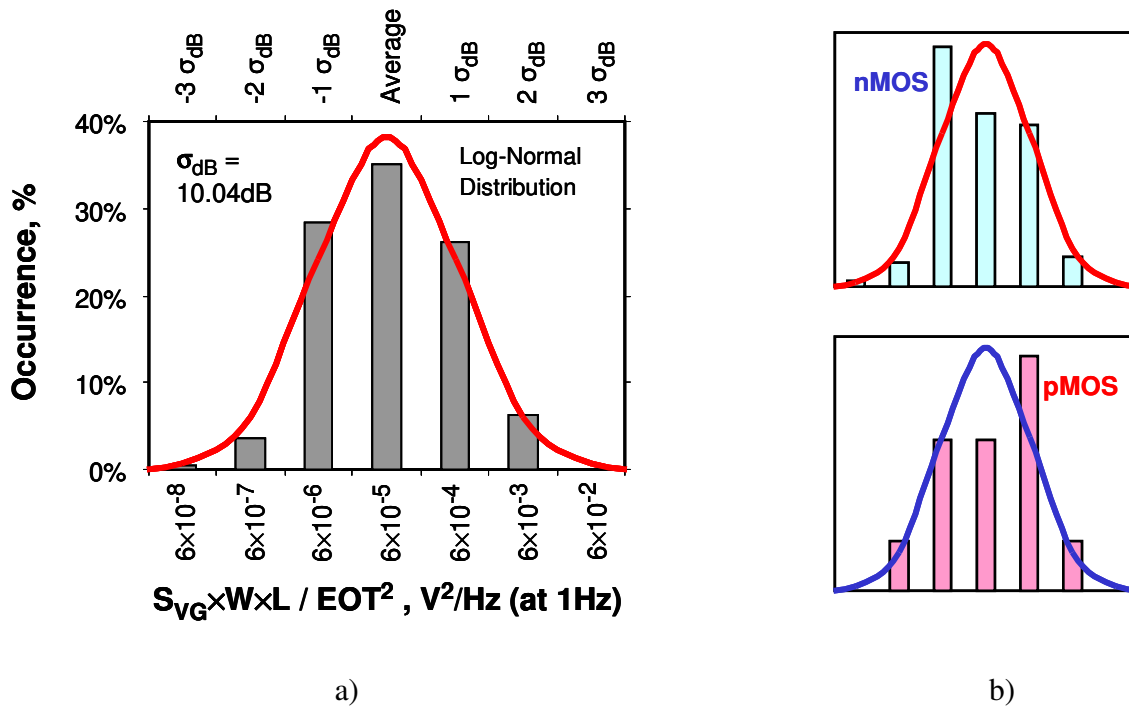 -3 σdB
-2 σdB
-1 σdB
Average
1 σdB
2 σdB
3 σdB
40%
30%
20%
10%
0%
Occurrence, %
σdB =
10.04dB
Log-Normal
Distribution
6×10-8
6×10-7
6×10-6
6×10-5
6×10-4
6×10-3
6×10-2
SVG×W×L / EOT2 , V2/Hz (at 1Hz)
a)
nMOS
pMOS
b)